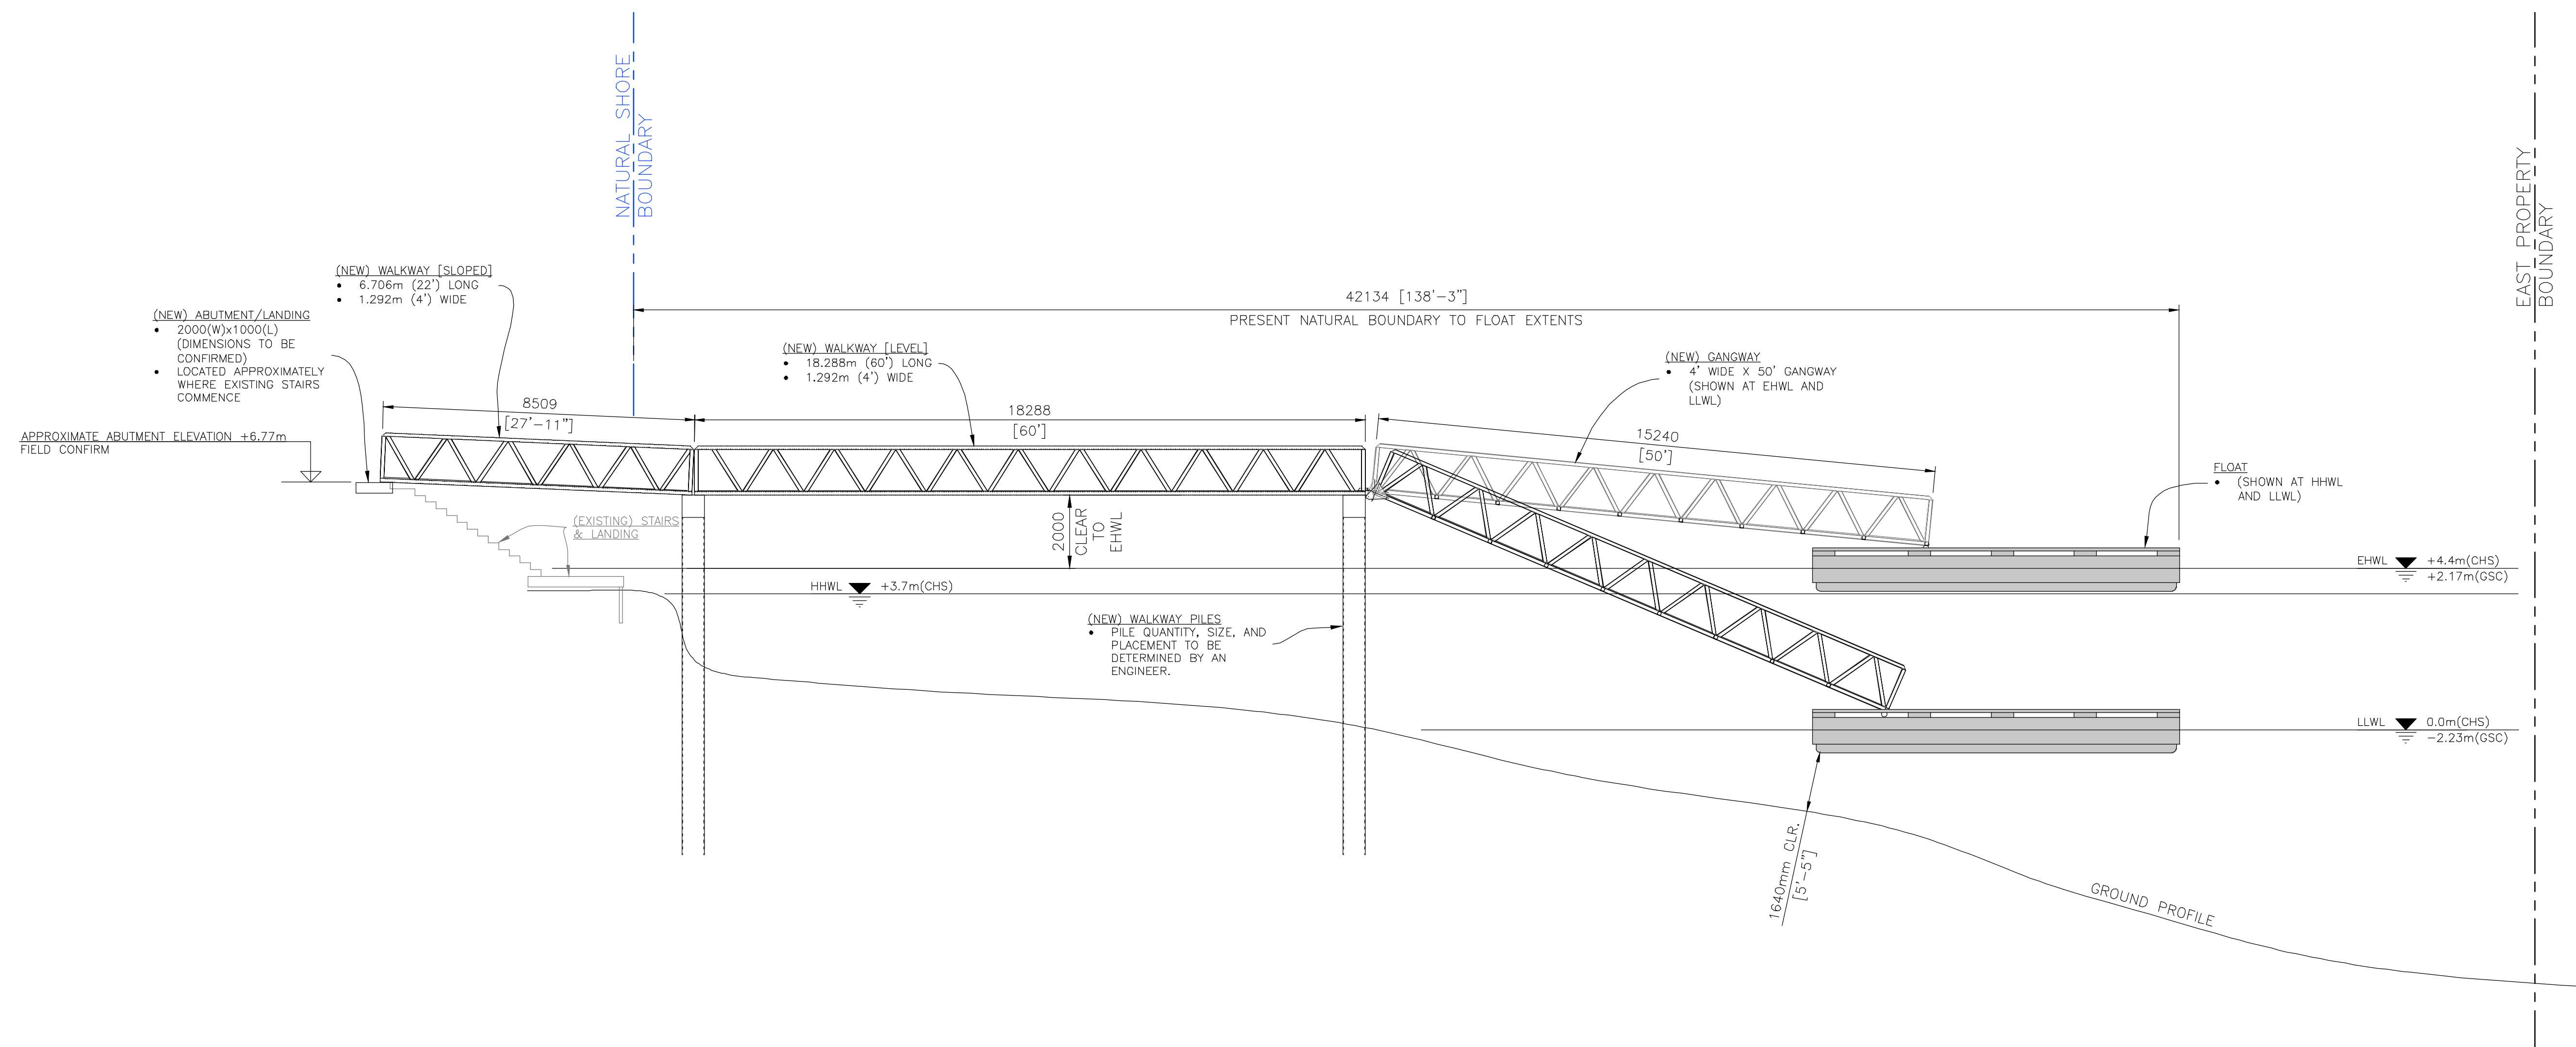 NATURAL SHORE
BOUNDARY
EAST PROPERTY
BOUNDARY
(NEW) WALKWAY [SLOPED]
• 6.706m (22') LONG
• 1.292m (4') WIDE
(NEW) ABUTMENT/LANDING
• 2000(W)x1000(L)
(DIMENSIONS TO BE
CONFIRMED)
• LOCATED APPROXIMATELY
WHERE EXISTING STAIRS
COMMENCE
42134 [138'-3"]
PRESENT NATURAL BOUNDARY TO FLOAT EXTENTS
(NEW) WALKWAY [LEVEL]
• 18.288m (60') LONG
• 1.292m (4') WIDE
(NEW) GANGWAY
• 4' WIDE X 50' GANGWAY
(SHOWN AT EHWL AND
LLWL)
8509
[27'-11"]
18288
[60']
15240
[50']
APPROXIMATE ABUTMENT ELEVATION +6.77m
FIELD CONFIRM
FLOAT
• (SHOWN AT HHWL
AND LLWL)
(EXISTING) STAIRS
& LANDING
2000
CLEAR
TO
EHWL
EHWL +4.4m(CHS)
+2.17m(GSC)
HHWL +3.7m(CHS)
(NEW) WALKWAY PILES
• PILE QUANTITY, SIZE, AND
PLACEMENT TO BE
DETERMINED BY AN
ENGINEER.
LLWL 0.0m(CHS)
-2.23m(GSC)
1640mm CLR.
[5'-5"]
GROUND PROFILE